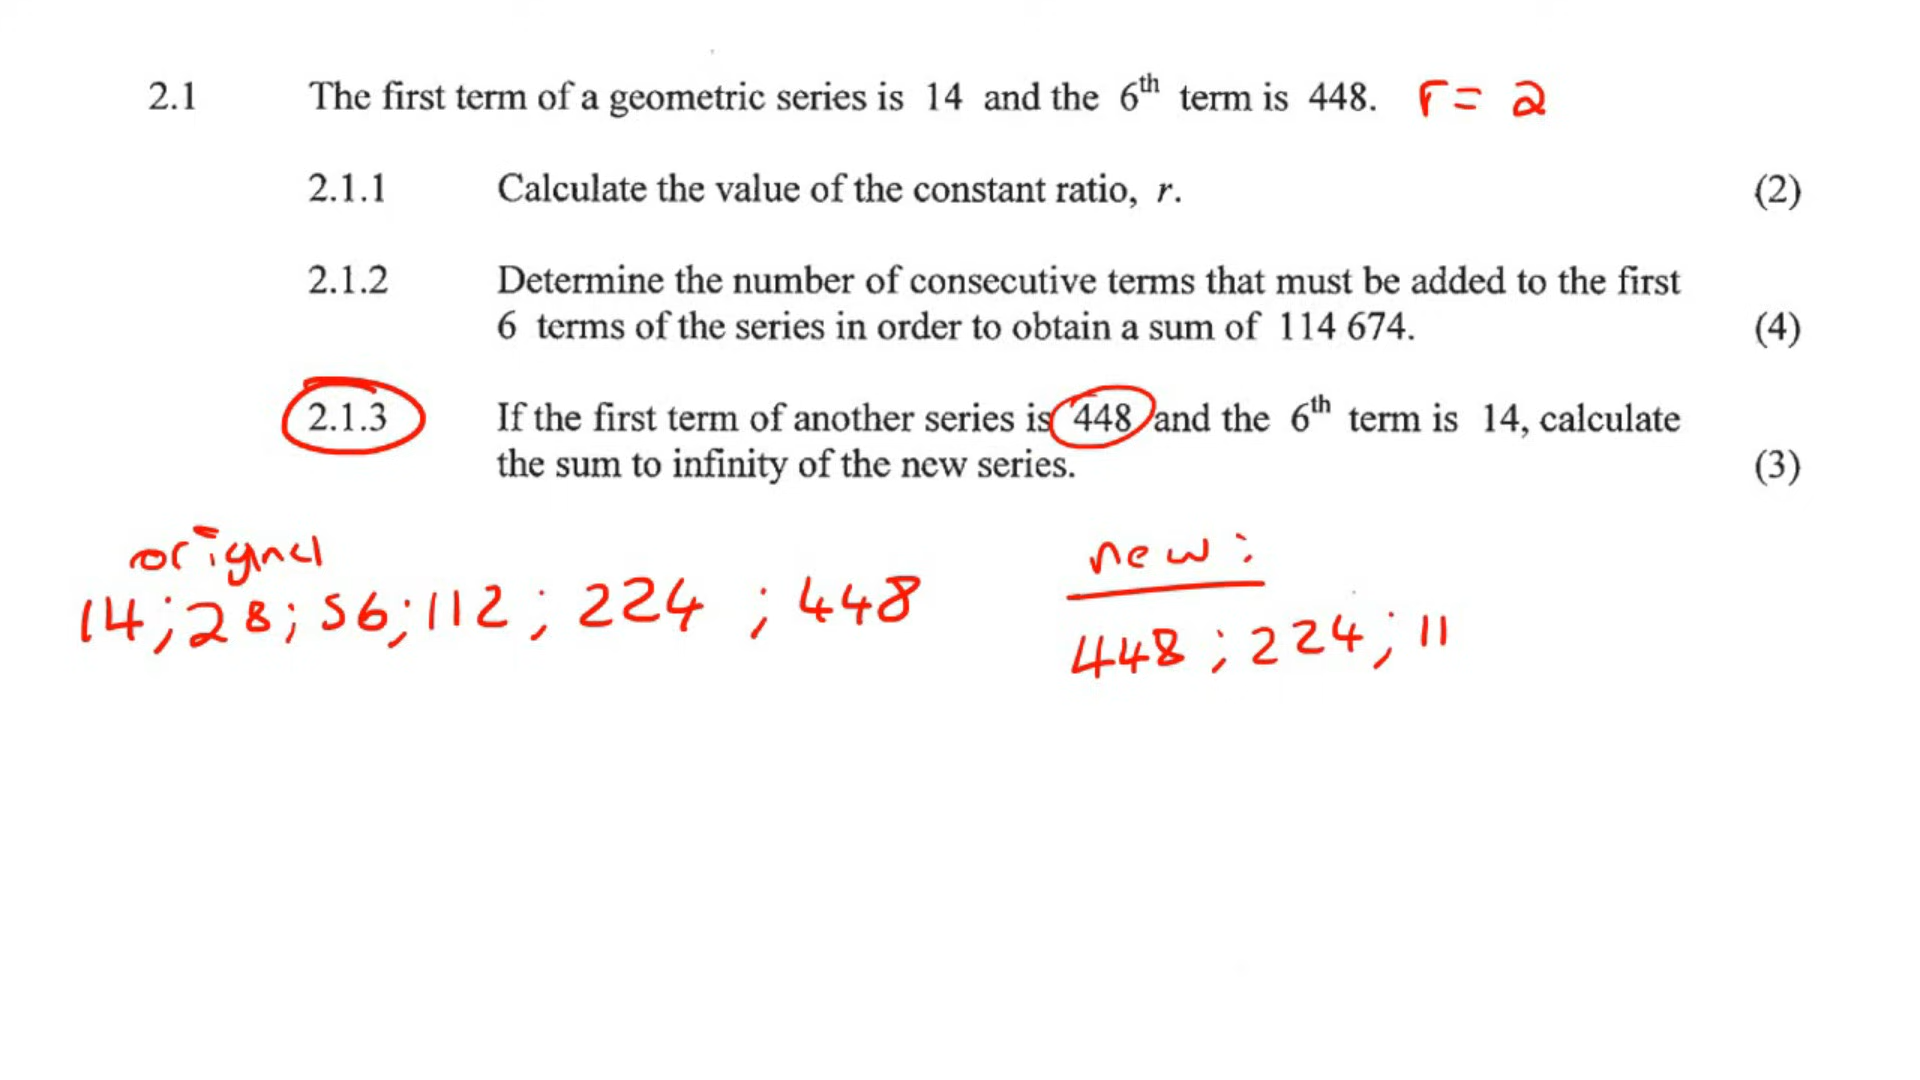 2.1 The first term of a geometric series is 14 and the 6th term is 448. r = 2
2.1.1 Calculate the value of the constant ratio, r. (2)
2.1.2 Determine the number of consecutive terms that must be added to the first
6 terms of the series in order to obtain a sum of 114 674. (4)
2.1.3 If the first term of another series is 448 and the 6th term is 14, calculate
the sum to infinity of the new series. (3)
original
14; 28; 56; 112; 224; 448
new:
448; 224; 11